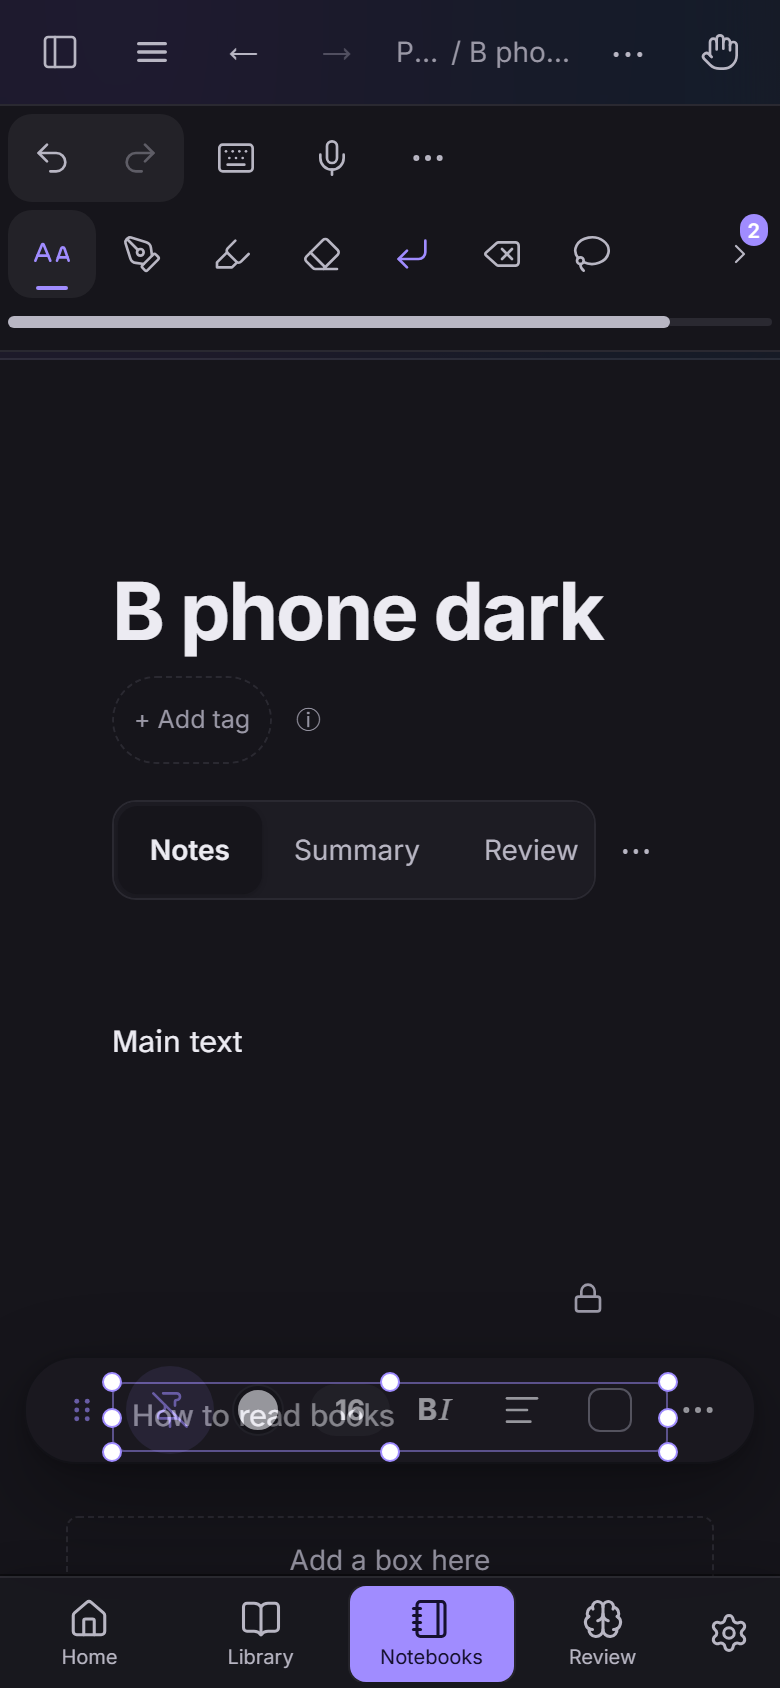 P... / B pho...
AA
2
B phone dark
+ Add tag
Notes Summary Review
Main text
How to read books
16 BI
Add a box here
Home Library Notebooks Review